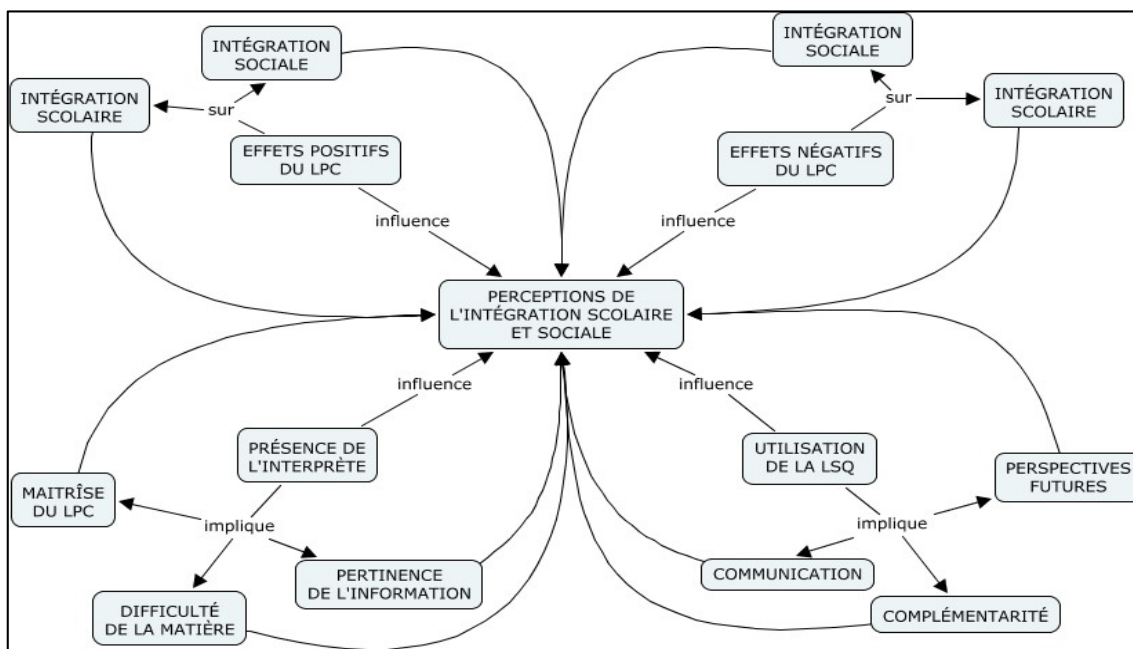 INTÉGRATION
SOCIALE
INTÉGRATION
SOCIALE
INTÉGRATION
SCOLAIRE
sur
sur
INTÉGRATION
SCOLAIRE
EFFETS POSITIFS
DU LPC
EFFETS NÉGATIFS
DU LPC
influence
influence
PERCEPTIONS DE
L'INTÉGRATION SCOLAIRE
ET SOCIALE
influence
influence
PRÉSENCE DE
L'INTERPRÈTE
UTILISATION
DE LA LSQ
MAITRÎSE
DU LPC
PERSPECTIVES
FUTURES
implique
implique
PERTINENCE
DE L'INFORMATION
COMMUNICATION
DIFFICULTÉ
DE LA MATIÈRE
COMPLÉMENTARITÉ